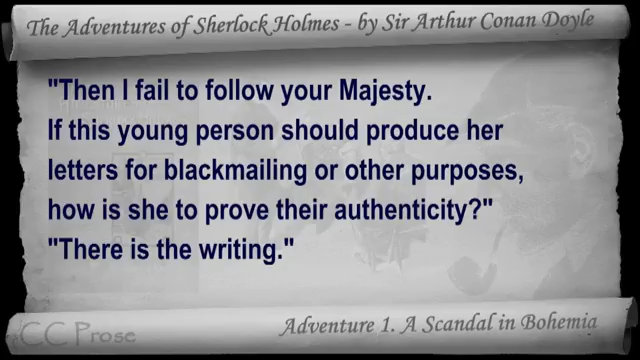 The Adventures of Sherlock Holmes - by Sir Arthur Conan Doyle
"Then I fail to follow your Majesty.
If this young person should produce her
letters for blackmailing or other purposes,
how is she to prove their authenticity?"
"There is the writing."
CC Prose
Adventure 1. A Scandal in Bohemia